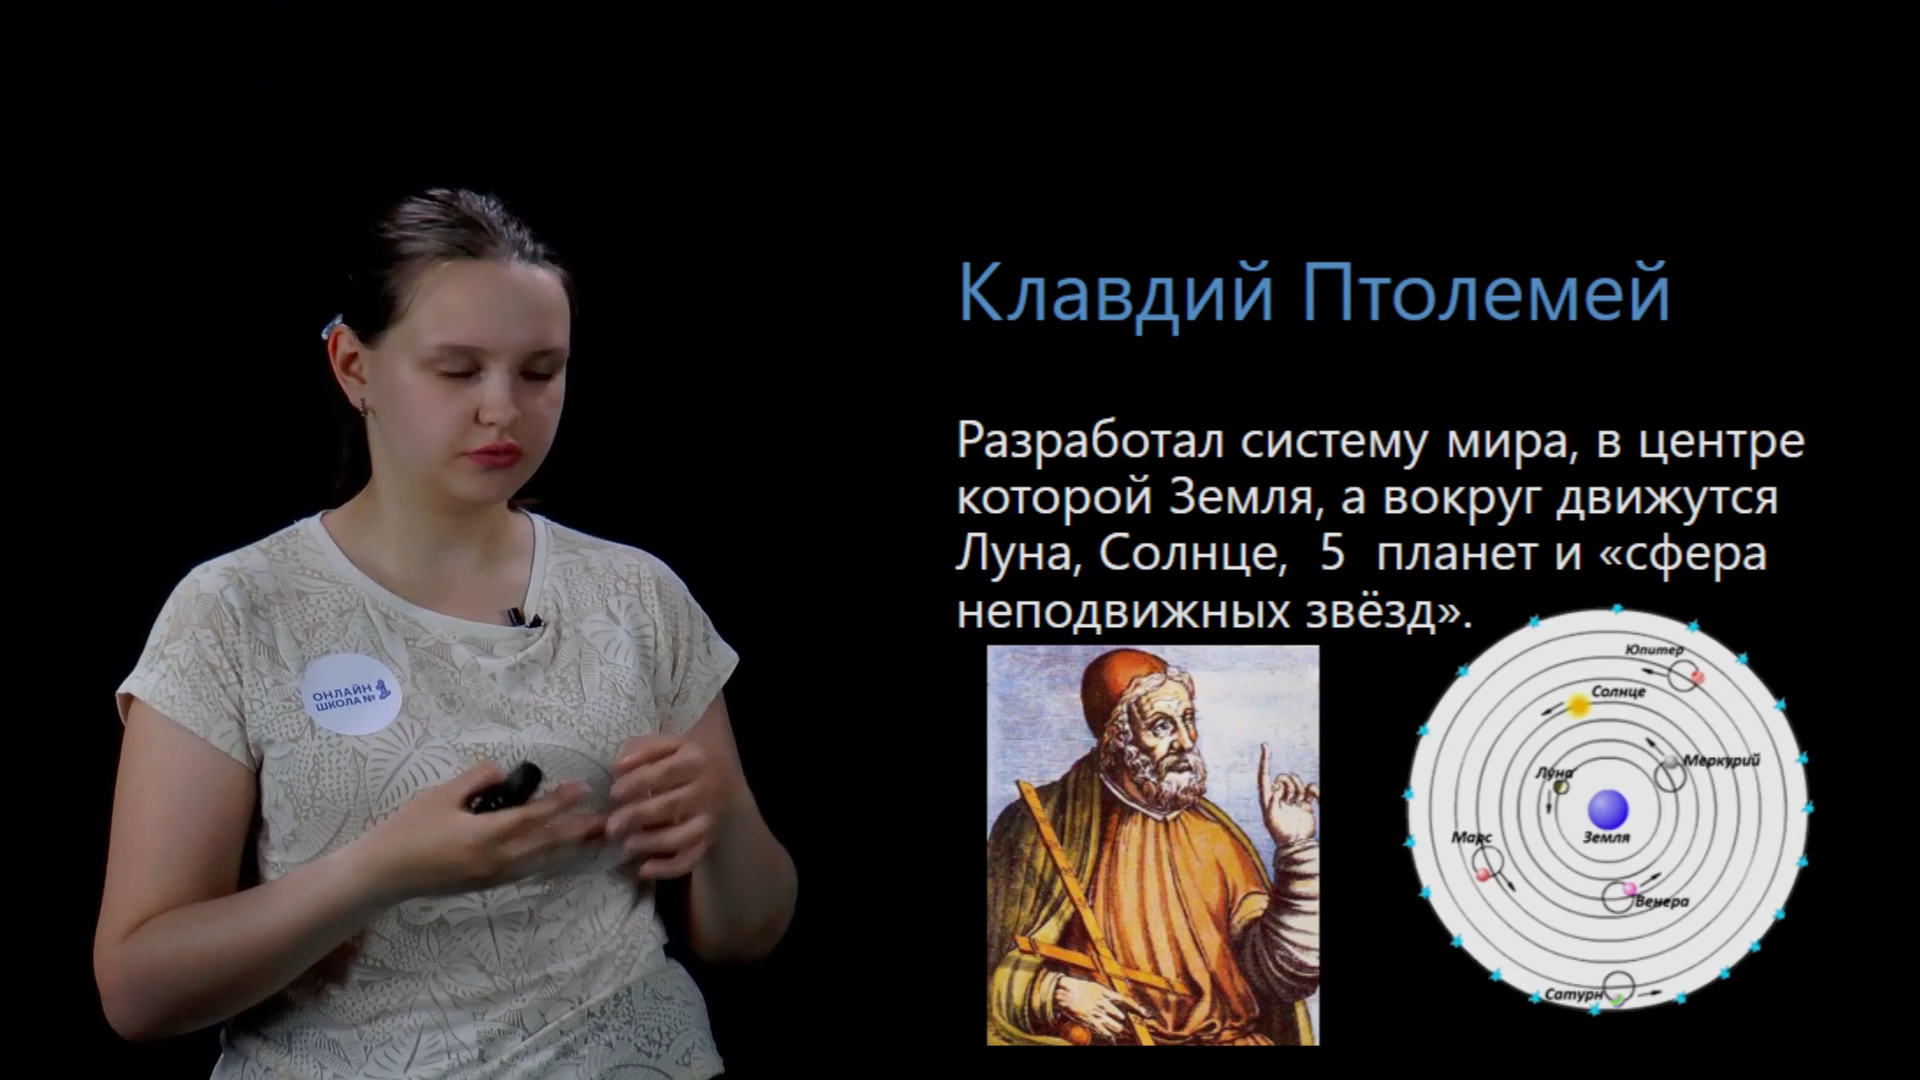 Клавдий Птолемей
Разработал систему мира, в центре
которой Земля, а вокруг движутся
Луна, Солнце, 5 планет и «сфера
неподвижных звёзд».
Юпитер
Солнце
Меркурий
Луна
Земля
Марс
Венера
Сатурн
ОНЛАЙН
ШКОЛА №1